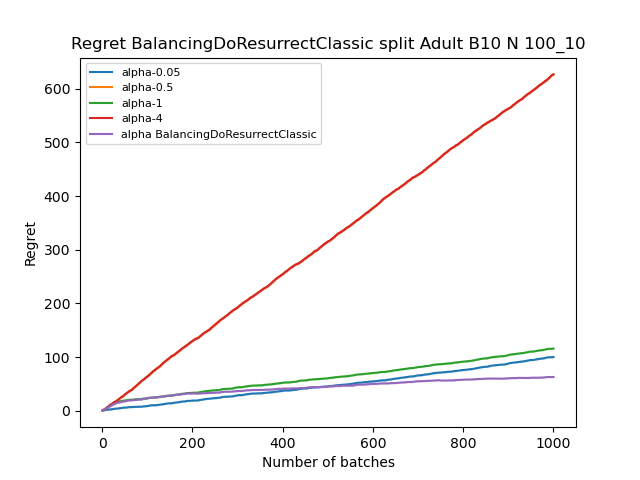 Regret BalancingDoResurrectClassic split Adult B10 N 100_10
alpha-0.05
alpha-0.5
alpha-1
alpha-4
alpha BalancingDoResurrectClassic
600
500
400
300
200
100
0
Regret
0 200 400 600 800 1000
Number of batches